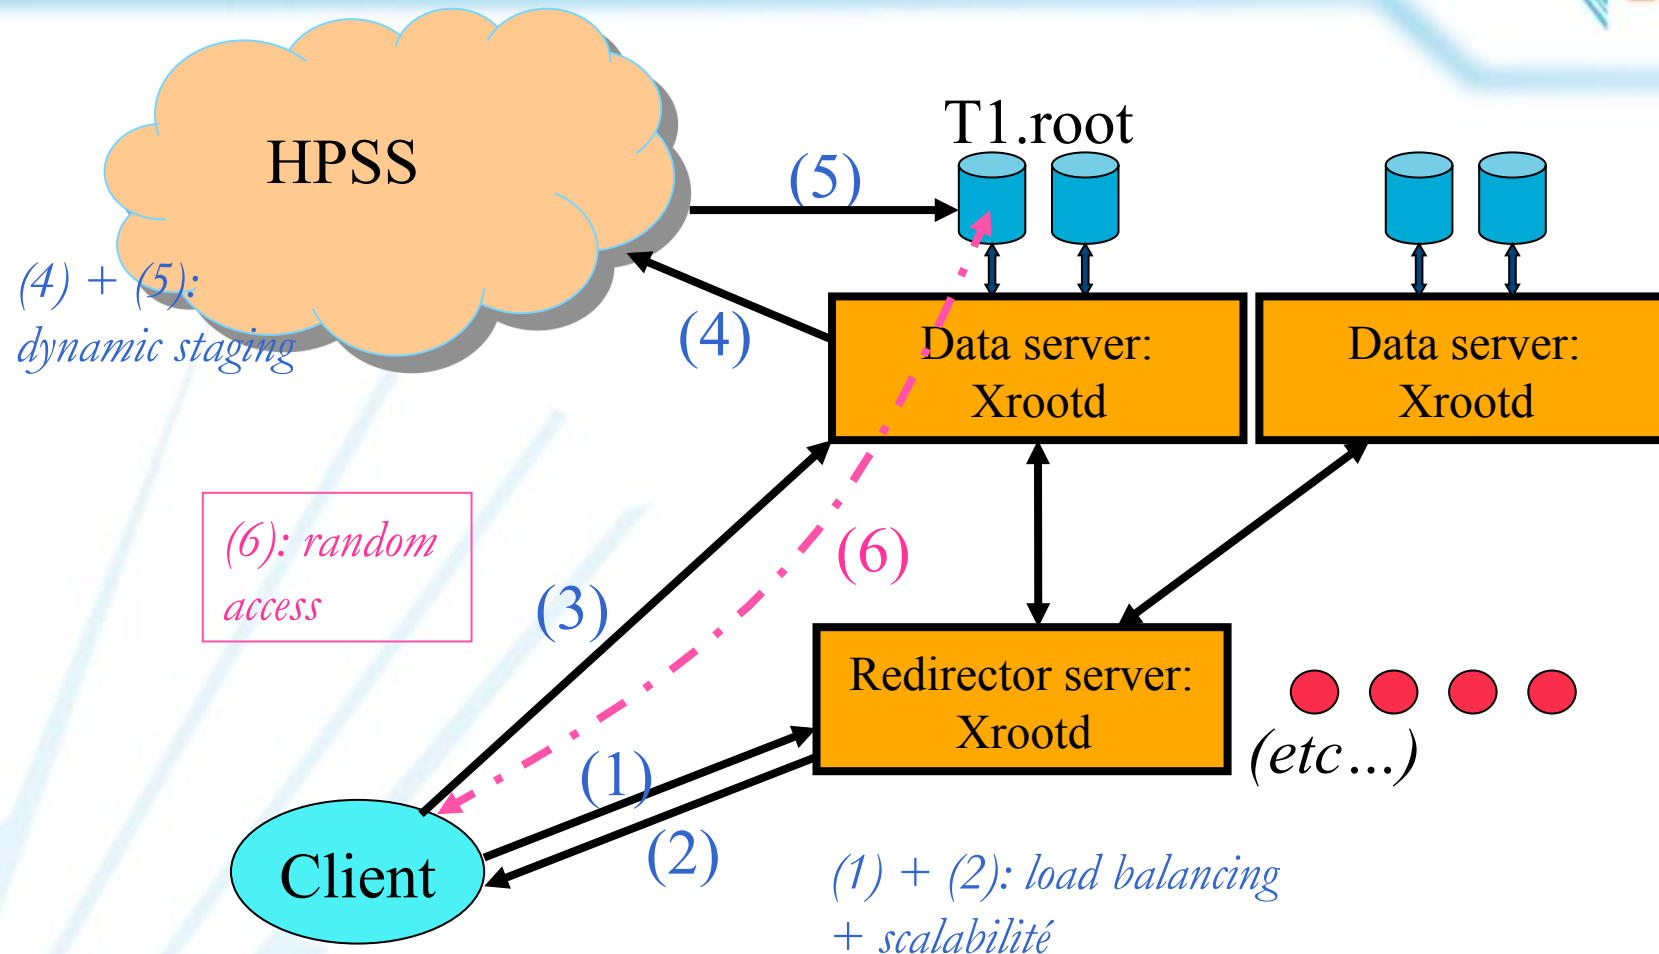 HPSS
T1.root
(5)
(4) + (5):
dynamic staging
(4)
Data server:
Xrootd
Data server:
Xrootd
(6): random
access
(3)
(6)
Redirector server:
Xrootd
(etc...)
(1)
(2)
Client
(1) + (2): load balancing
+ scalabilité